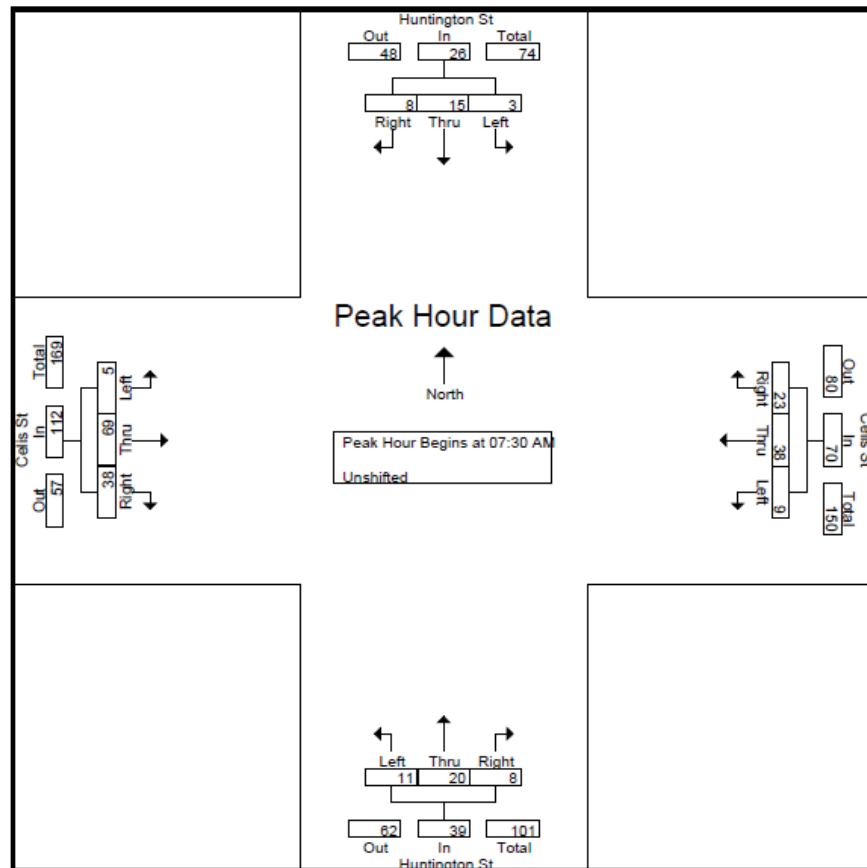 Huntington St
Out In Total
48 26 74
8 15 3
Right Thru Left
Peak Hour Data
North
Peak Hour Begins at 07:30 AM
Unshifted
Celis St
Total In Out
169 112 57
5 69 38
Left Thru Right
Right Thru Left
23 38 9
Out In Total
80 70 150
Celis St
Left Thru Right
11 20 8
62 39 101
Out In Total
Huntington St